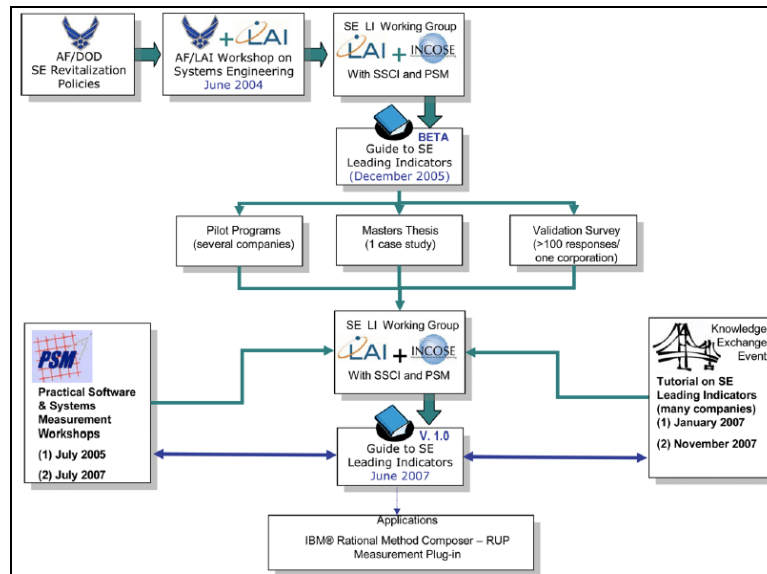 AF/DOD
SE Revitalization
Policies
+ LAI
AF/LAI Workshop on
Systems Engineering
June 2004
SE LI Working Group
LAI + INCOSE
With SSCI and PSM
BETA
Guide to SE
Leading Indicators
(December 2005)
Pilot Programs
(several companies)
Masters Thesis
(1 case study)
Validation Survey
(>100 responses/
one corporation)
PSM
Practical Software
& Systems
Measurement
Workshops
(1) July 2005
(2) July 2007
SE LI Working Group
LAI + INCOSE
With SSCI and PSM
Knowledge
Exchange
Event
Tutorial on SE
Leading Indicators
(many companies)
(1) January 2007
(2) November 2007
V. 1.0
Guide to SE
Leading Indicators
June 2007
Applications
IBM® Rational Method Composer – RUP
Measurement Plug-in